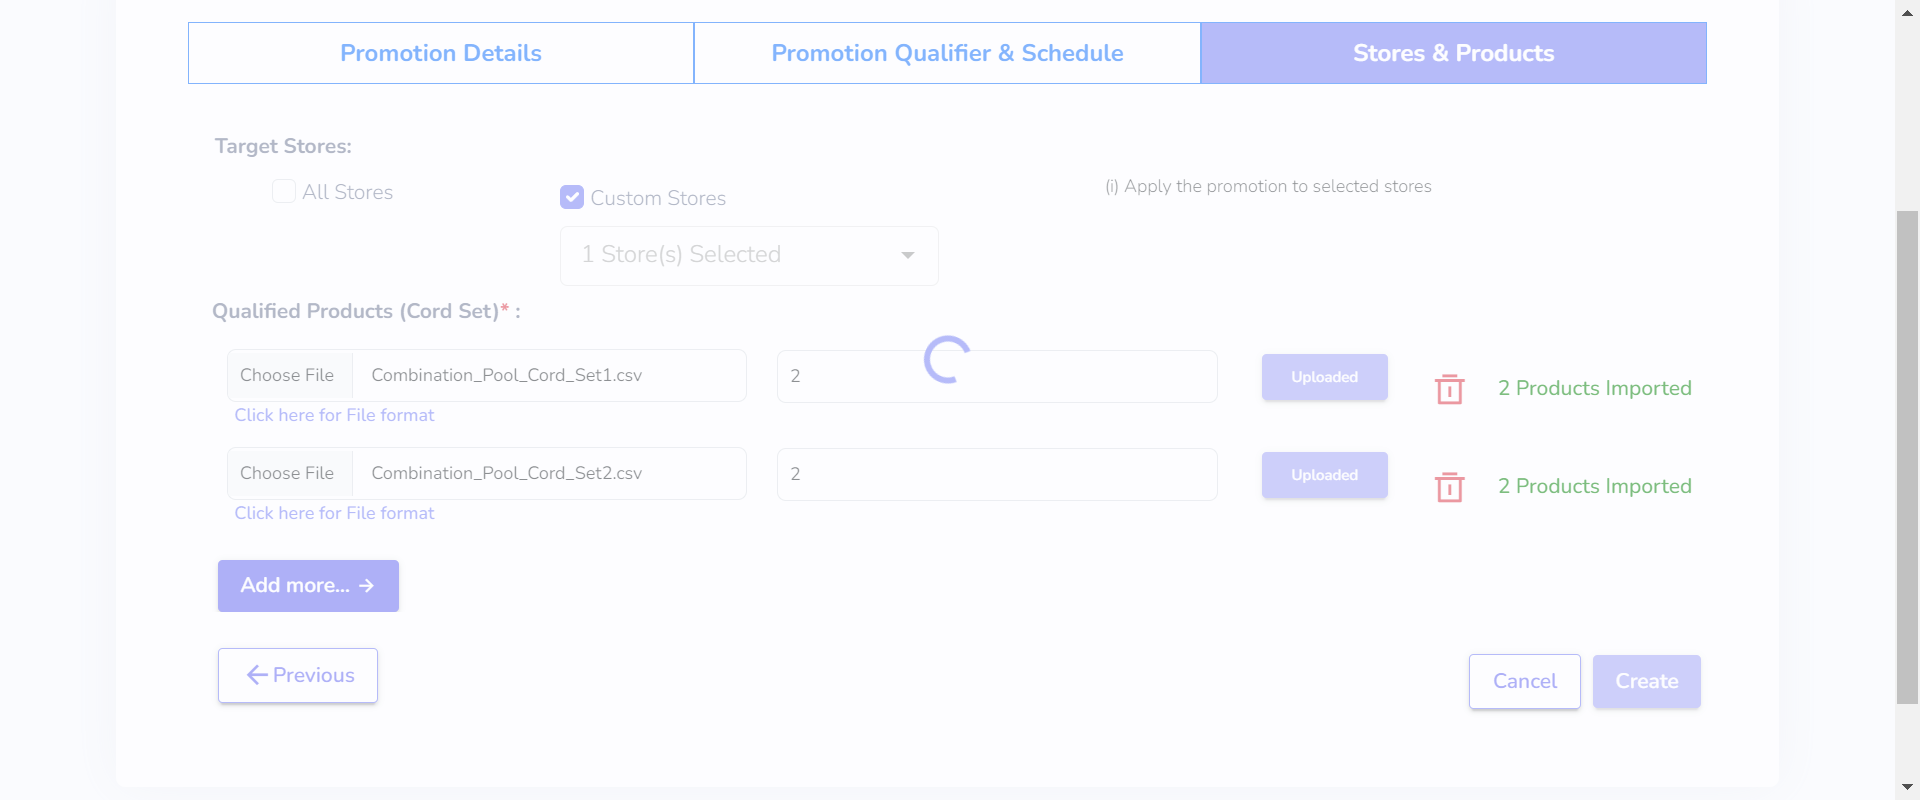 Promotion Details
Promotion Qualifier & Schedule
Stores & Products
Target Stores:
All Stores
Custom Stores
(i) Apply the promotion to selected stores
1 Store(s) Selected
Qualified Products (Cord Set)* :
Choose File Combination_Pool_Cord_Set1.csv
2
Uploaded
2 Products Imported
Click here for File format
Choose File Combination_Pool_Cord_Set2.csv
2
Uploaded
2 Products Imported
Click here for File format
Add more... →
← Previous
Cancel
Create